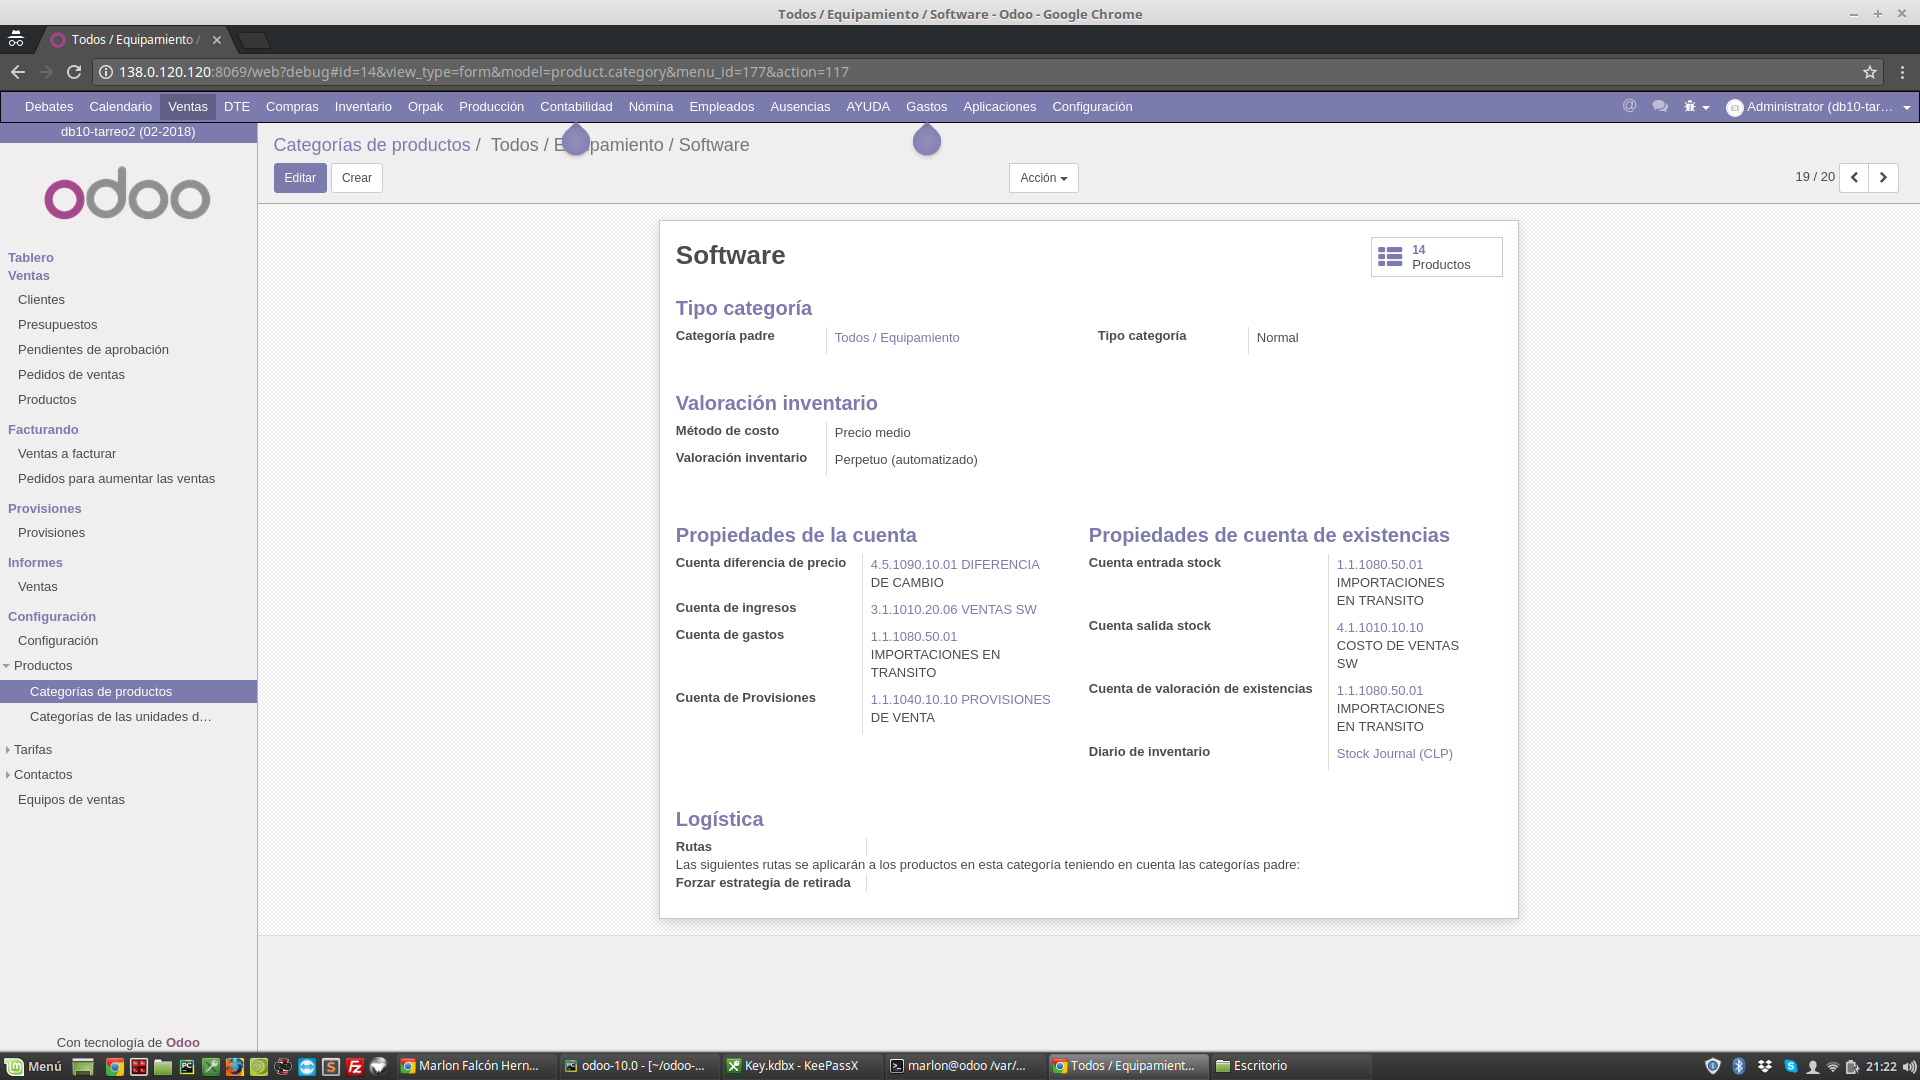 Todos / Equipamiento / Software - Odoo - Google Chrome
Todos / Equipamiento /
138.0.120.120:8069/web?debug#id=14&view_type=form&model=product.category&menu_id=177&action=117
Debates Calendario Ventas DTE Compras Inventario Orpak Producción Contabilidad Nómina Empleados Ausencias AYUDA Gastos Aplicaciones Configuración @ Administrator (db10-tar...
db10-tarreo2 (02-2018)
odoo
Tablero
Ventas
Clientes
Presupuestos
Pendientes de aprobación
Pedidos de ventas
Productos
Facturando
Ventas a facturar
Pedidos para aumentar las ventas
Provisiones
Provisiones
Informes
Ventas
Configuración
Configuración
Productos
Categorías de productos
Categorías de las unidades d...
Tarifas
Contactos
Equipos de ventas
Con tecnología de Odoo
Categorías de productos / Todos / Equipamiento / Software
Editar Crear
Acción
19 / 20
Software
14
Productos
Tipo categoría
Categoría padre Todos / Equipamiento
Tipo categoría Normal
Valoración inventario
Método de costo Precio medio
Valoración inventario Perpetuo (automatizado)
Propiedades de la cuenta
Cuenta diferencia de precio 4.5.1090.10.01 DIFERENCIA
DE CAMBIO
Cuenta de ingresos 3.1.1010.20.06 VENTAS SW
Cuenta de gastos 1.1.1080.50.01
IMPORTACIONES EN
TRANSITO
Cuenta de Provisiones 1.1.1040.10.10 PROVISIONES
DE VENTA
Propiedades de cuenta de existencias
Cuenta entrada stock 1.1.1080.50.01
IMPORTACIONES
EN TRANSITO
Cuenta salida stock 4.1.1010.10.10
COSTO DE VENTAS
SW
Cuenta de valoración de existencias 1.1.1080.50.01
IMPORTACIONES
EN TRANSITO
Diario de inventario Stock Journal (CLP)
Logística
Rutas
Las siguientes rutas se aplicarán a los productos en esta categoría teniendo en cuenta las categorías padre:
Forzar estrategia de retirada
Menú Marlon Falcón Hern... odoo-10.0 - [~/odoo-... Key.kdbx - KeePassX marlon@odoo /var/... Todos / Equipamient... Escritorio 21:22